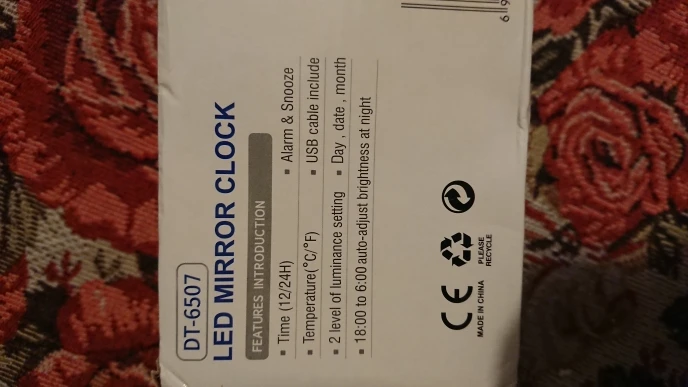 DT-6507
LED MIRROR CLOCK
FEATURES INTRODUCTION
▪ Time (12/24H) ▪ Alarm & Snooze
▪ Temperature(°C/°F) ▪ USB cable include
▪ 2 level of luminance setting ▪ Day , date , month
▪ 18:00 to 6:00 auto-adjust brightness at night
CE
MADE IN CHINA
PLEASE
RECYCLE